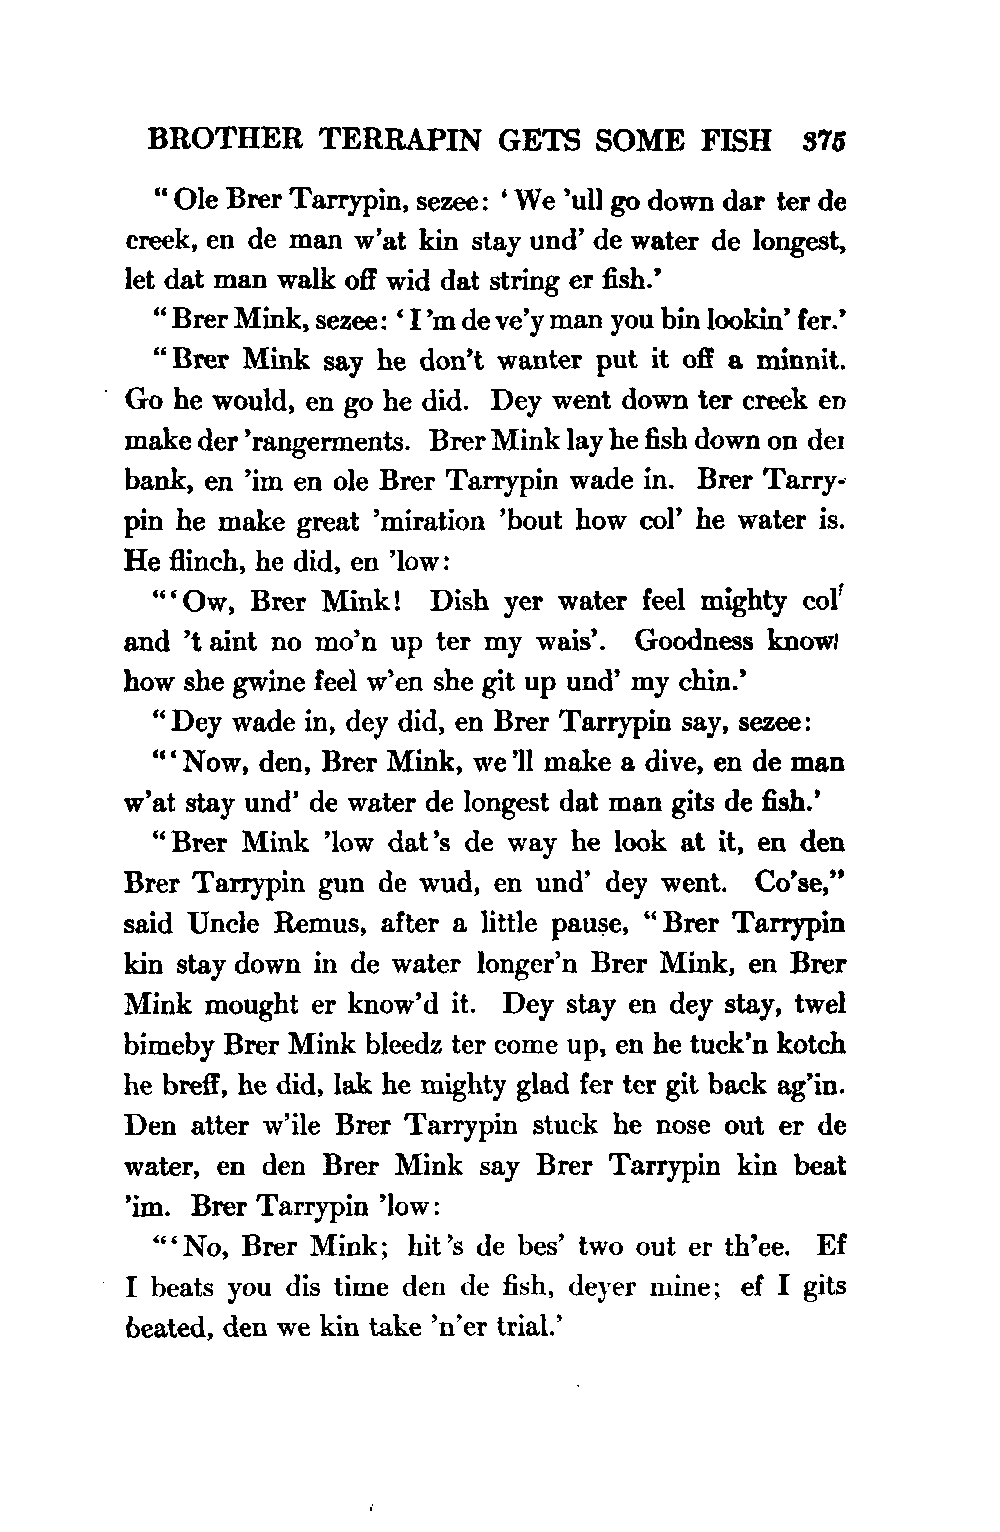 BROTHER TERRAPIN GETS SOME FISH 375
“Ole Brer Tarrypin, sezee: ‘We ’ull go down dar ter de
creek, en de man w’at kin stay und’ de water de longest,
let dat man walk off wid dat string er fish.’
“Brer Mink, sezee: ‘I ’m de ve’y man you bin lookin’ fer.’
“Brer Mink say he don’t wanter put it off a minnit.
Go he would, en go he did. Dey went down ter creek en
make der ’rangerments. Brer Mink lay he fish down on der
bank, en ’im en ole Brer Tarrypin wade in. Brer Tarry-
pin he make great ’miration ’bout how col’ he water is.
He flinch, he did, en ’low:
“‘Ow, Brer Mink! Dish yer water feel mighty col’
and ’t aint no mo’n up ter my wais’. Goodness knows
how she gwine feel w’en she git up und’ my chin.’
“Dey wade in, dey did, en Brer Tarrypin say, sezee:
“‘Now, den, Brer Mink, we ’ll make a dive, en de man
w’at stay und’ de water de longest dat man gits de fish.’
“Brer Mink ’low dat ’s de way he look at it, en den
Brer Tarrypin gun de wud, en und’ dey went. Co’se,”
said Uncle Remus, after a little pause, “Brer Tarrypin
kin stay down in de water longer’n Brer Mink, en Brer
Mink mought er know’d it. Dey stay en dey stay, twel
bimeby Brer Mink bleedz ter come up, en he tuck’n kotch
he breff, he did, lak he mighty glad fer ter git back ag’in.
Den atter w’ile Brer Tarrypin stuck he nose out er de
water, en den Brer Mink say Brer Tarrypin kin beat
’im. Brer Tarrypin ’low:
“‘No, Brer Mink; hit ’s de bes’ two out er th’ee. Ef
I beats you dis time den de fish, deyer mine; ef I gits
beated, den we kin take ’n’er trial.’